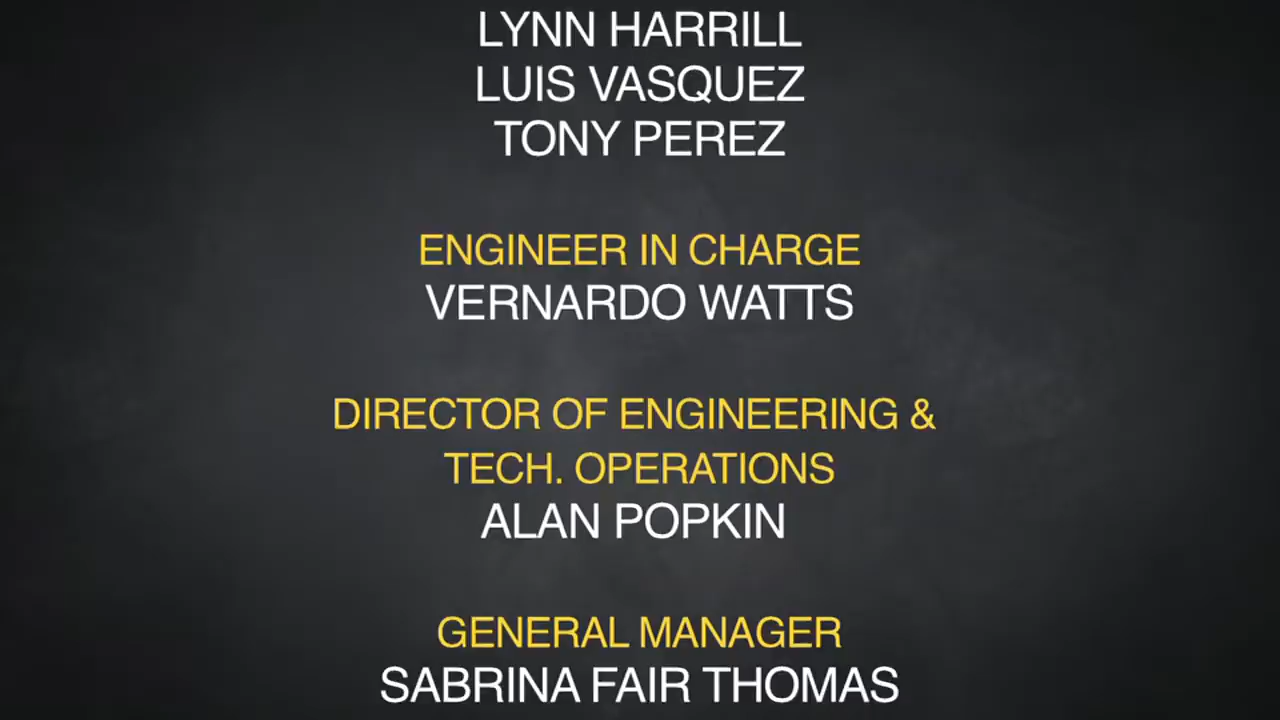 LYNN HARRILL
LUIS VASQUEZ
TONY PEREZ
ENGINEER IN CHARGE
VERNARDO WATTS
DIRECTOR OF ENGINEERING &
TECH. OPERATIONS
ALAN POPKIN
GENERAL MANAGER
SABRINA FAIR THOMAS